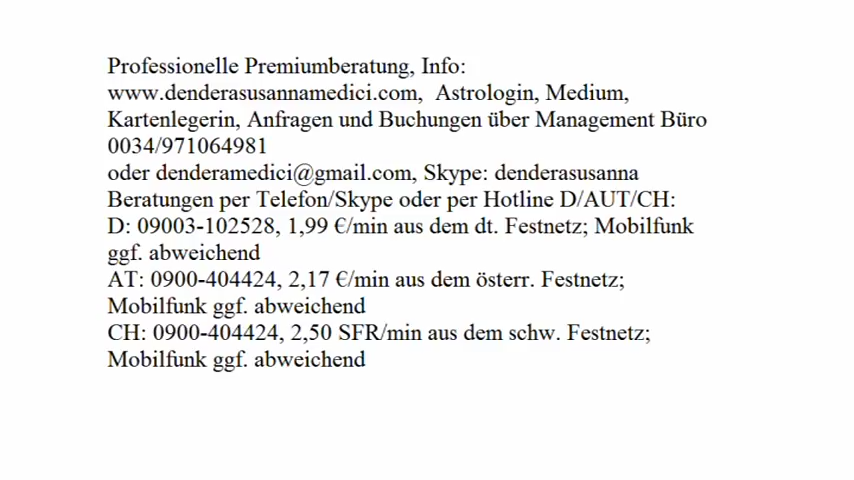 Professionelle Premiumberatung, Info:
www.denderasusannamedici.com,  Astrologin, Medium,
Kartenlegerin, Anfragen und Buchungen über Management Büro
0034/971064981
oder denderamedici@gmail.com, Skype: denderasusanna
Beratungen per Telefon/Skype oder per Hotline D/AUT/CH:
D: 09003-102528, 1,99 €/min aus dem dt. Festnetz; Mobilfunk
ggf. abweichend
AT: 0900-404424, 2,17 €/min aus dem österr. Festnetz;
Mobilfunk ggf. abweichend
CH: 0900-404424, 2,50 SFR/min aus dem schw. Festnetz;
Mobilfunk ggf. abweichend